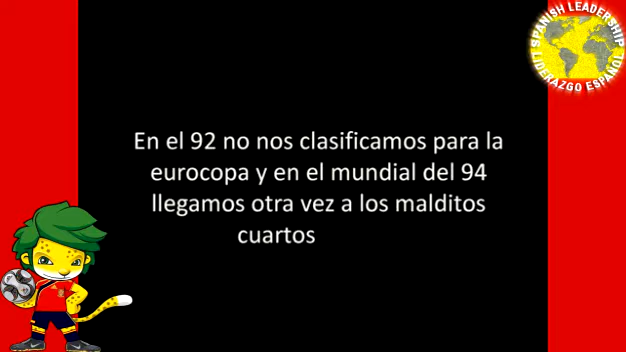 SPANISH LEADERSHIP
LIDERAZGO ESPAÑOL
En el 92 no nos clasificamos para la
eurocopa y en el mundial del 94
llegamos otra vez a los malditos
cuartos